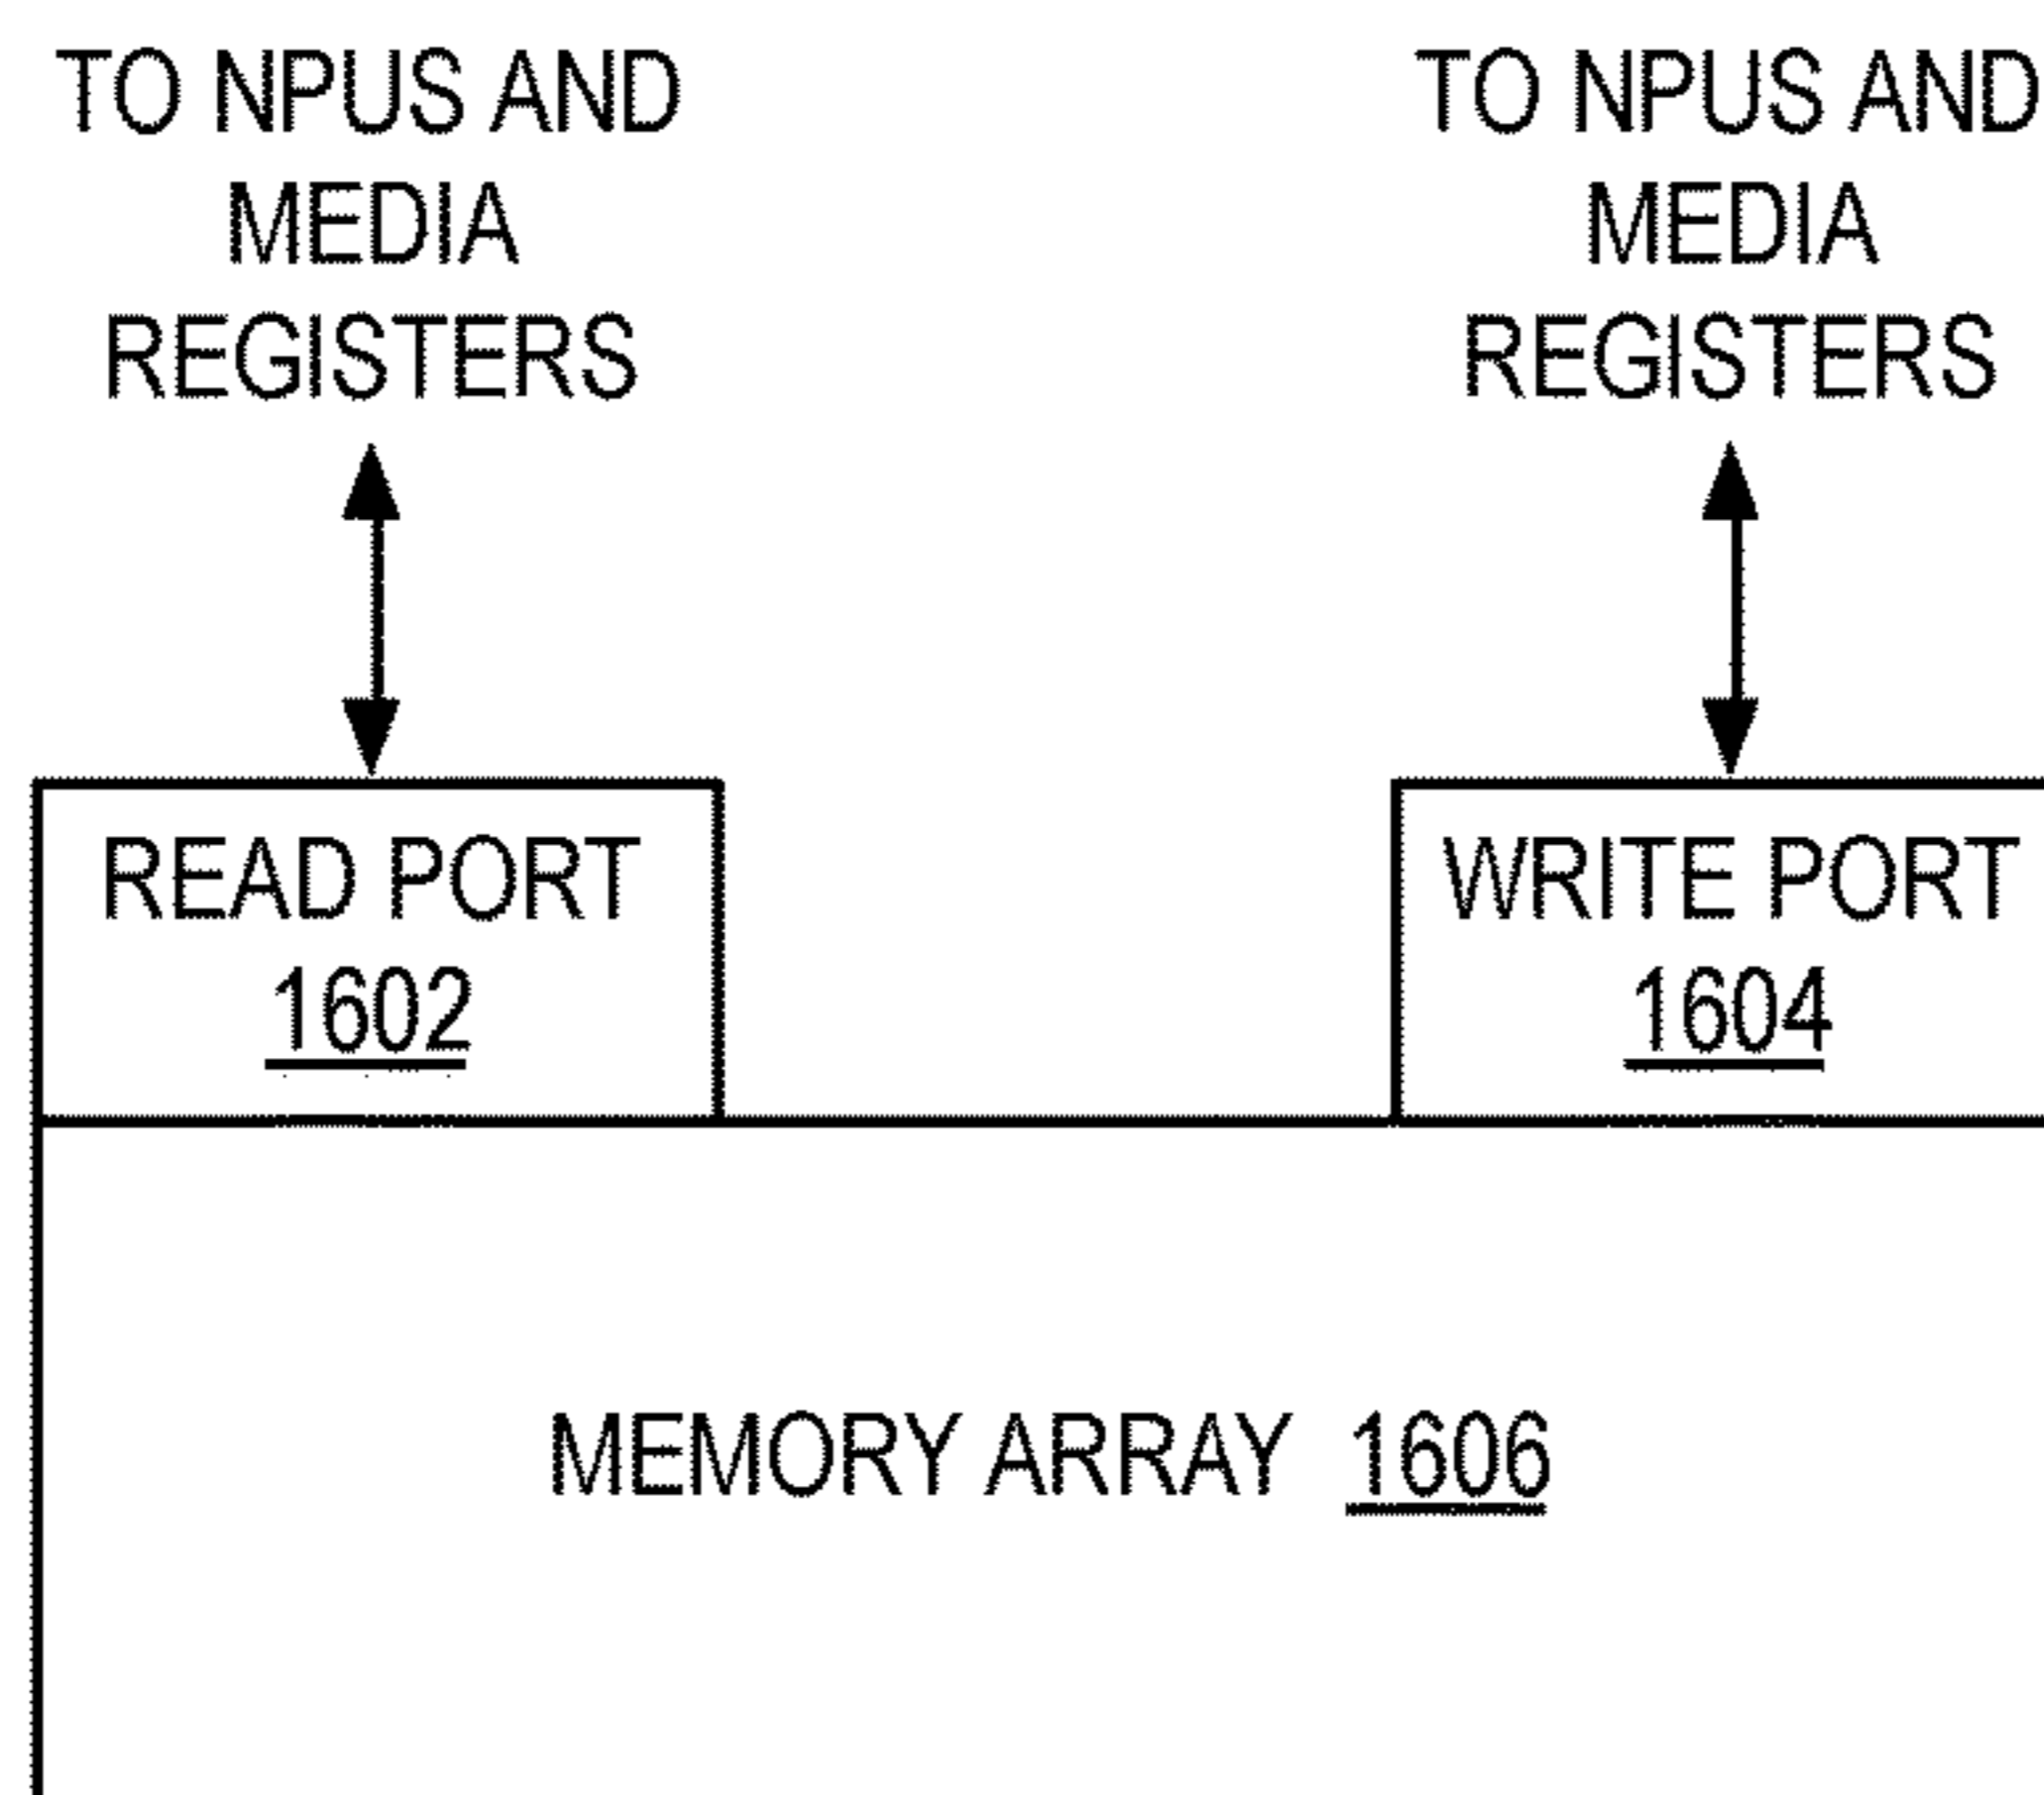 TO NPUS AND
MEDIA
REGISTERS
TO NPUS AND
MEDIA
REGISTERS
READ PORT
1602
WRITE PORT
1604
MEMORY ARRAY 1606